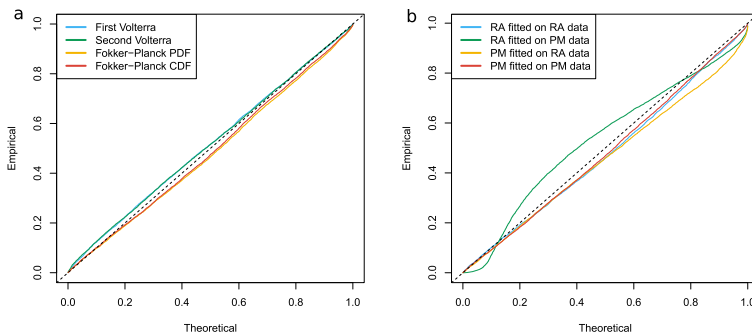 a
First Volterra
Second Volterra
Fokker−Planck PDF
Fokker−Planck CDF
Empirical
1.0
0.8
0.6
0.4
0.2
0.0
0.0 0.2 0.4 0.6 0.8 1.0
Theoretical
b
RA fitted on RA data
RA fitted on PM data
PM fitted on RA data
PM fitted on PM data
Empirical
1.0
0.8
0.6
0.4
0.2
0.0
0.0 0.2 0.4 0.6 0.8 1.0
Theoretical